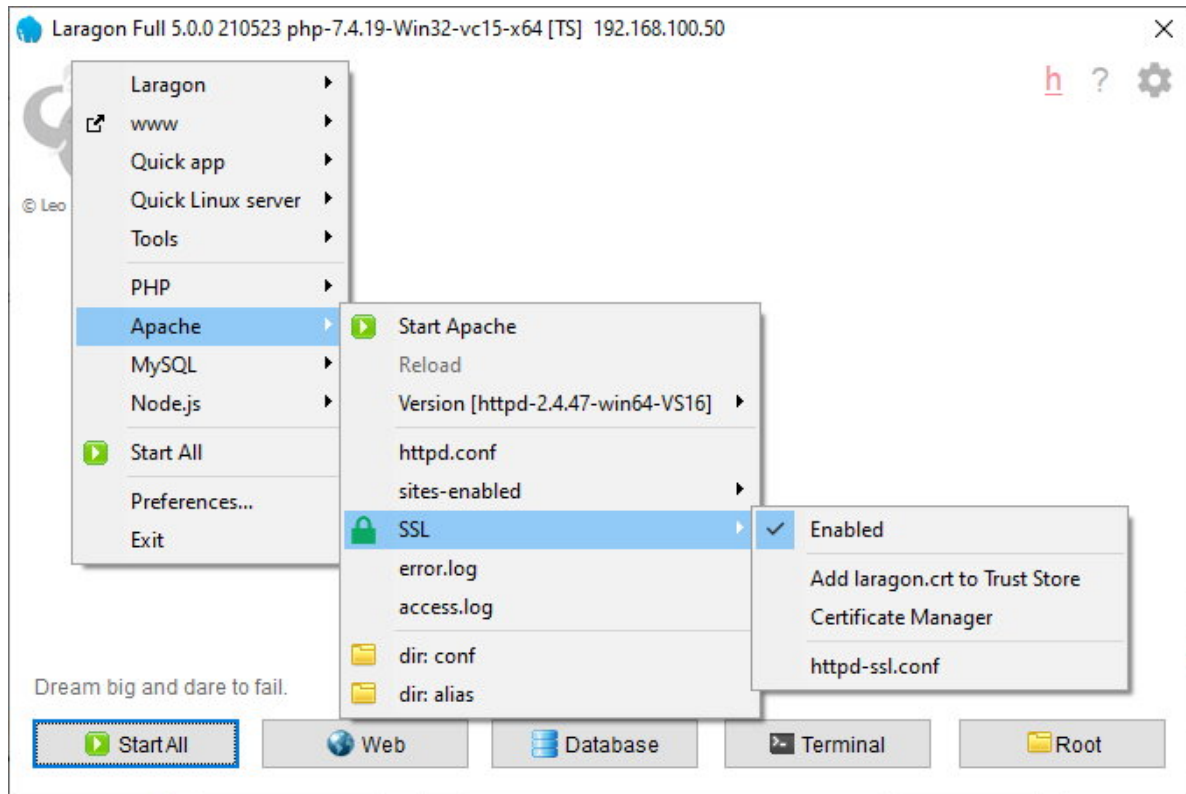 Laragon Full 5.0.0 210523 php-7.4.19-Win32-vc15-x64 [TS] 192.168.100.50
h ?
© Leo
Laragon
www
Quick app
Quick Linux server
Tools
PHP
Apache
MySQL
Node.js
Start All
Preferences...
Exit
Start Apache
Reload
Version [httpd-2.4.47-win64-VS16]
httpd.conf
sites-enabled
SSL
error.log
access.log
dir: conf
dir: alias
Enabled
Add laragon.crt to Trust Store
Certificate Manager
httpd-ssl.conf
Dream big and dare to fail.
Start All
Web
Database
Terminal
Root